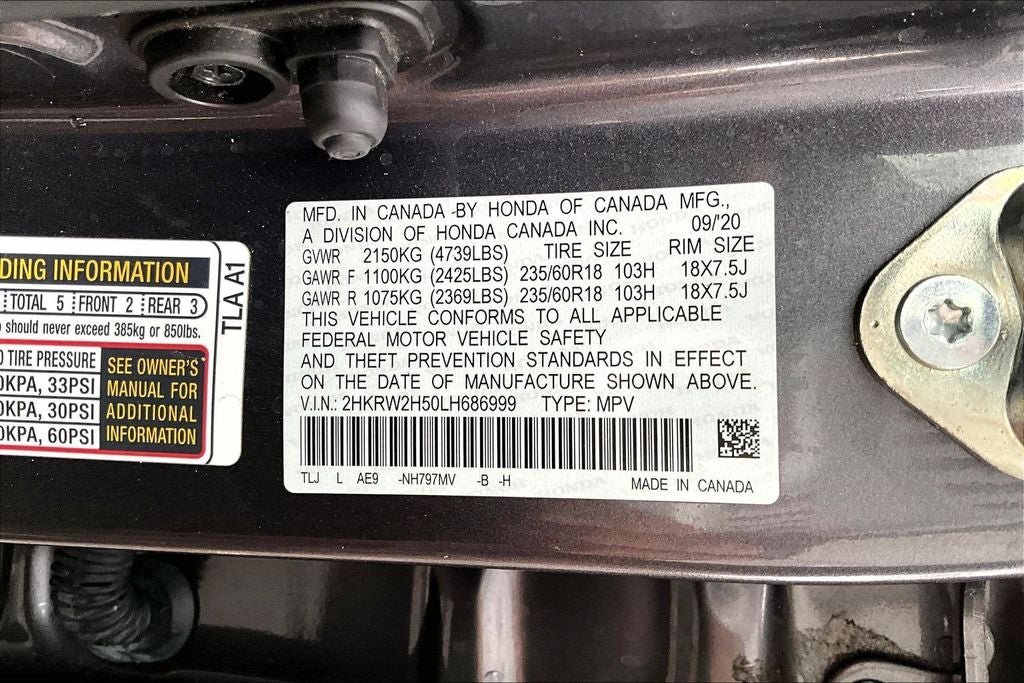 DING INFORMATION
TOTAL 5 FRONT 2 REAR 3
should never exceed 385kg or 850lbs.
TIRE PRESSURE
0KPA, 33PSI
0KPA, 30PSI
0KPA, 60PSI
SEE OWNER'S
MANUAL FOR
ADDITIONAL
INFORMATION
TLA A1
MFD. IN CANADA -BY HONDA OF CANADA MFG.,
A DIVISION OF HONDA CANADA INC. 09/'20
GVWR 2150KG (4739LBS) TIRE SIZE RIM SIZE
GAWR F 1100KG (2425LBS) 235/60R18 103H 18X7.5J
GAWR R 1075KG (2369LBS) 235/60R18 103H 18X7.5J
THIS VEHICLE CONFORMS TO ALL APPLICABLE
FEDERAL MOTOR VEHICLE SAFETY
AND THEFT PREVENTION STANDARDS IN EFFECT
ON THE DATE OF MANUFACTURE SHOWN ABOVE.
V.I.N.: 2HKRW2H50LH686999 TYPE: MPV
TLJ L AE9 -NH797MV -B -H MADE IN CANADA